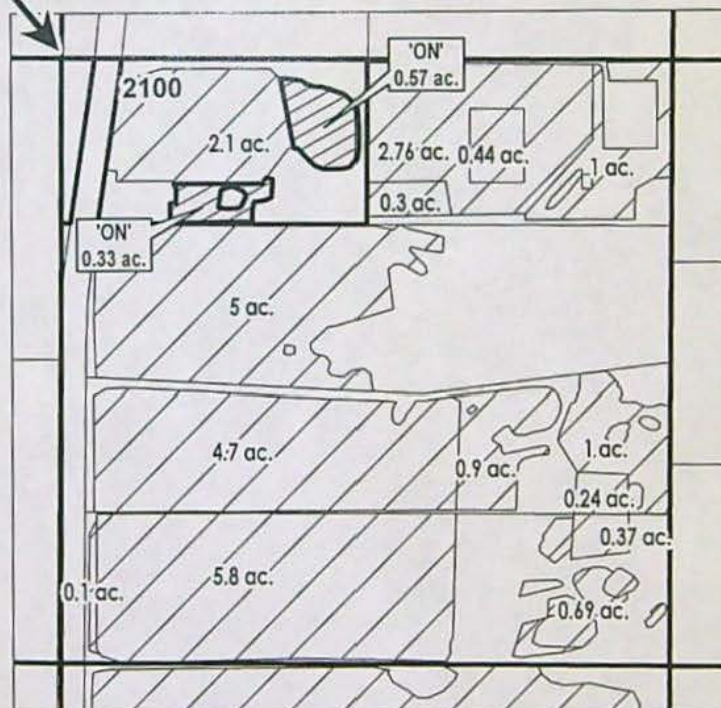 'ON'
0.57 ac.
2100
2.1 ac.
2.76 ac.
0.44 ac.
1 ac.
0.3 ac.
'ON'
0.33 ac.
5 ac.
4.7 ac.
0.9 ac.
1. ac.
0.24 ac.
0.37 ac.
0.1 ac.
5.8 ac.
0.69 ac.